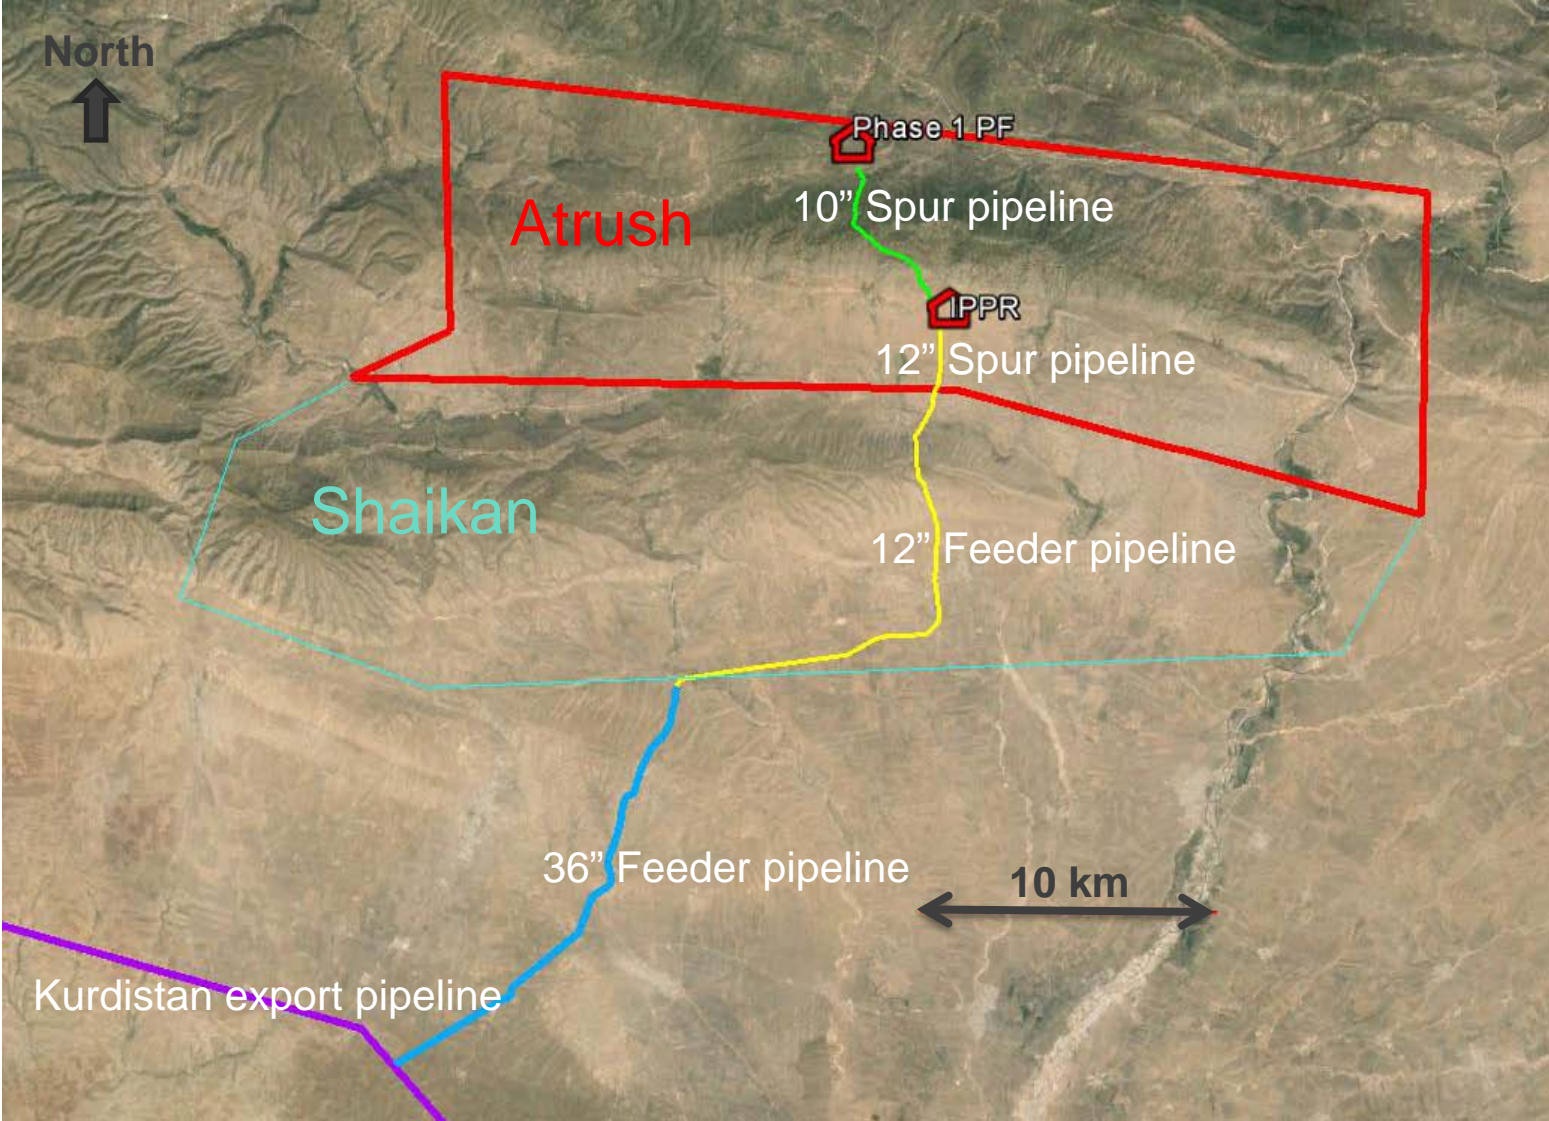 North
Phase 1 PF
10” Spur pipeline
Atrush
IPPR
12” Spur pipeline
Shaikan
12” Feeder pipeline
36” Feeder pipeline
10 km
Kurdistan export pipeline